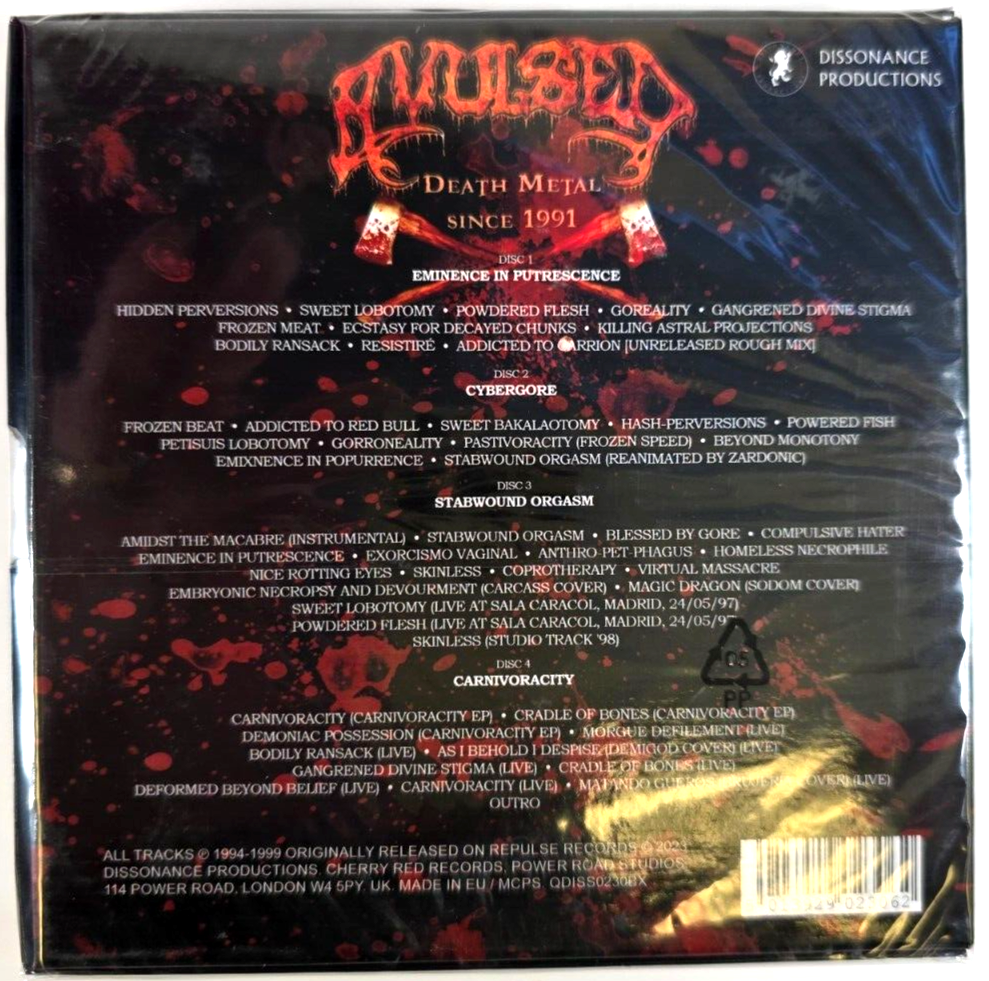 AVULSED
DISSONANCE
PRODUCTIONS
DEATH METAL
SINCE 1991
DISC 1
EMINENCE IN PUTRESCENCE
HIDDEN PERVERSIONS • SWEET LOBOTOMY • POWDERED FLESH • GOREALITY • GANGRENED DIVINE STIGMA
FROZEN MEAT • ECSTASY FOR DECAYED CHUNKS • KILLING ASTRAL PROJECTIONS
BODILY RANSACK • RESISTIRÉ • ADDICTED TO CARRION [UNRELEASED ROUGH MIX]
DISC 2
CYBERGORE
FROZEN BEAT • ADDICTED TO RED BULL • SWEET BAKALAOTOMY • HASH-PERVERSIONS • POWERED FISH
PETISUIS LOBOTOMY • GORRONEALITY • PASTIVORACITY (FROZEN SPEED) • BEYOND MONOTONY
EMIXNENCE IN POPURRENCE • STABWOUND ORGASM (REANIMATED BY ZARDONIC)
DISC 3
STABWOUND ORGASM
AMIDST THE MACABRE (INSTRUMENTAL) • STABWOUND ORGASM • BLESSED BY GORE • COMPULSIVE HATER
EMINENCE IN PUTRESCENCE • EXORCISMO VAGINAL • ANTHRO-PET-PHAGUS • HOMELESS NECROPHILE
NICE ROTTING EYES • SKINLESS • COPROTHERAPY • VIRTUAL MASSACRE
EMBRYONIC NECROPSY AND DEVOURMENT (CARCASS COVER) • MAGIC DRAGON (SODOM COVER)
SWEET LOBOTOMY (LIVE AT SALA CARACOL, MADRID, 24/05/97)
POWDERED FLESH (LIVE AT SALA CARACOL, MADRID, 24/05/97
SKINLESS (STUDIO TRACK '98)
05
PP
DISC 4
CARNIVORACITY
CARNIVORACITY (CARNIVORACITY EP) • CRADLE OF BONES (CARNIVORACITY EP)
DEMONIAC POSSESSION (CARNIVORACITY EP) • MORGUE DEFILEMENT (LIVE)
BODILY RANSACK (LIVE) • AS I BEHOLD I DESPISE (DEMIGOD COVER) (LIVE)
GANGRENED DIVINE STIGMA (LIVE) • CRADLE OF BONES (LIVE)
DEFORMED BEYOND BELIEF (LIVE) • CARNIVORACITY (LIVE) • MATANDO (LIVE)
OUTRO
ALL TRACKS ℗ 1994-1999 ORIGINALLY RELEASED ON REPULSE RECORDS © 2023
DISSONANCE PRODUCTIONS, CHERRY RED RECORDS, POWER ROAD STUDIOS,
114 POWER ROAD, LONDON W4 5PY, UK. MADE IN EU / MCPS. QDISS0230BX